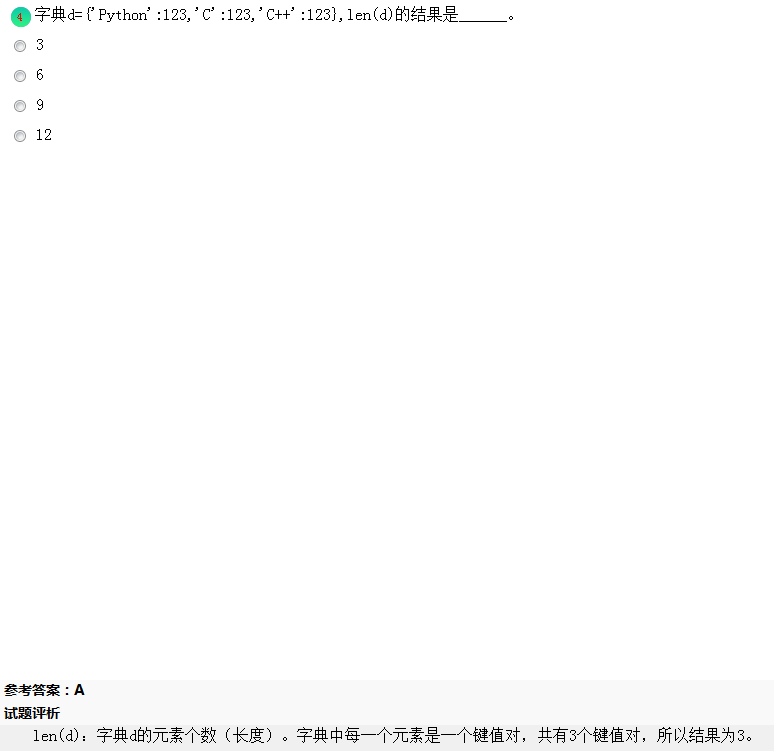 4 字典d={'Python':123,'C':123,'C++':123},len(d)的结果是______。
3
6
9
12
参考答案：A
试题评析
len(d)：字典d的元素个数（长度）。字典中每一个元素是一个键值对，共有3个键值对，所以结果为3。